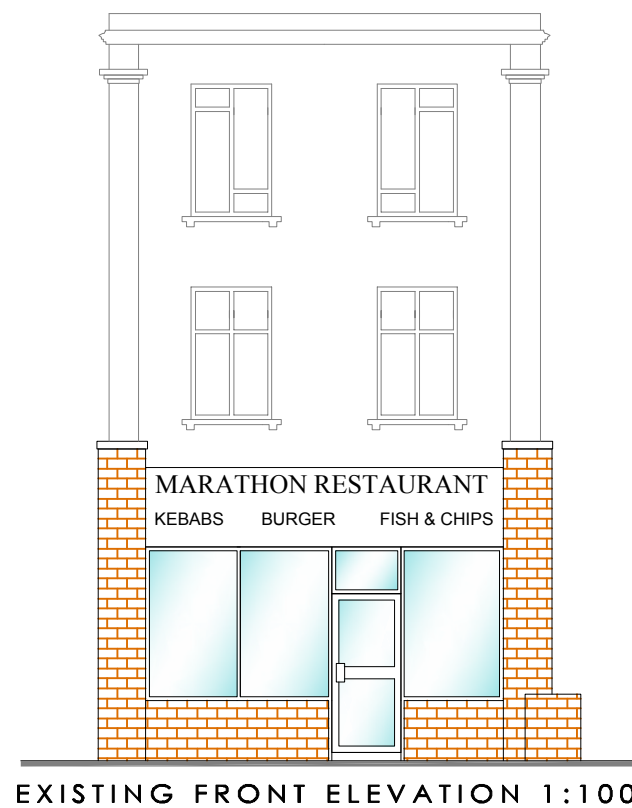 MARATHON RESTAURANT
KEBABS BURGER FISH & CHIPS
EXISTING FRONT ELEVATION 1:100